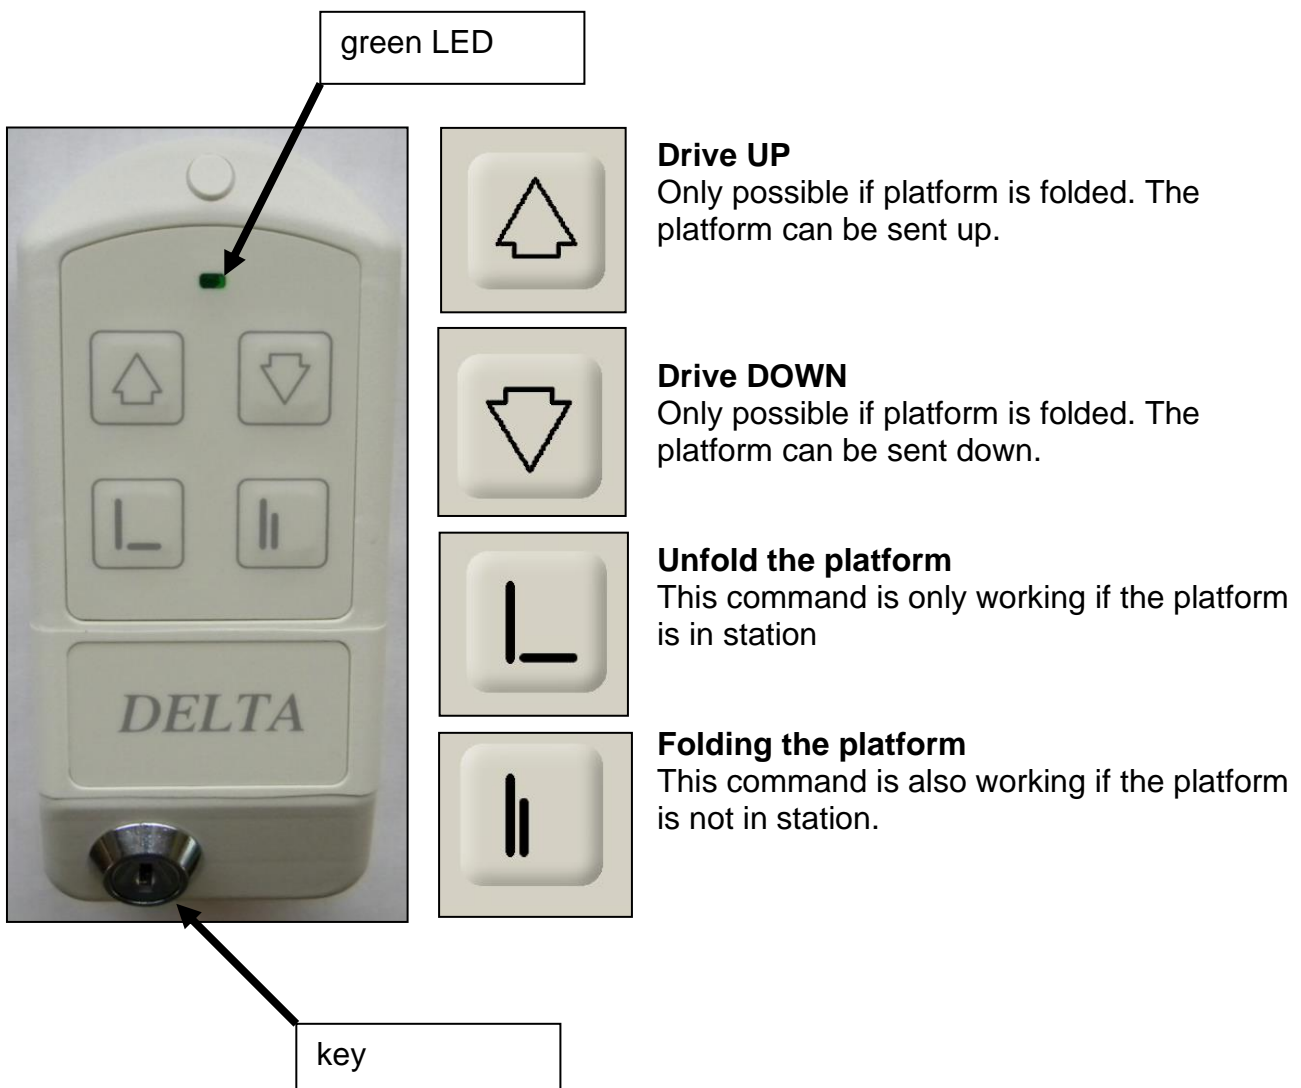 green LED
Drive UP
Only possible if platform is folded. The
platform can be sent up.
Drive DOWN
Only possible if platform is folded. The
platform can be sent down.
Unfold the platform
This command is only working if the platform
is in station
DELTA
Folding the platform
This command is also working if the platform
is not in station.
key